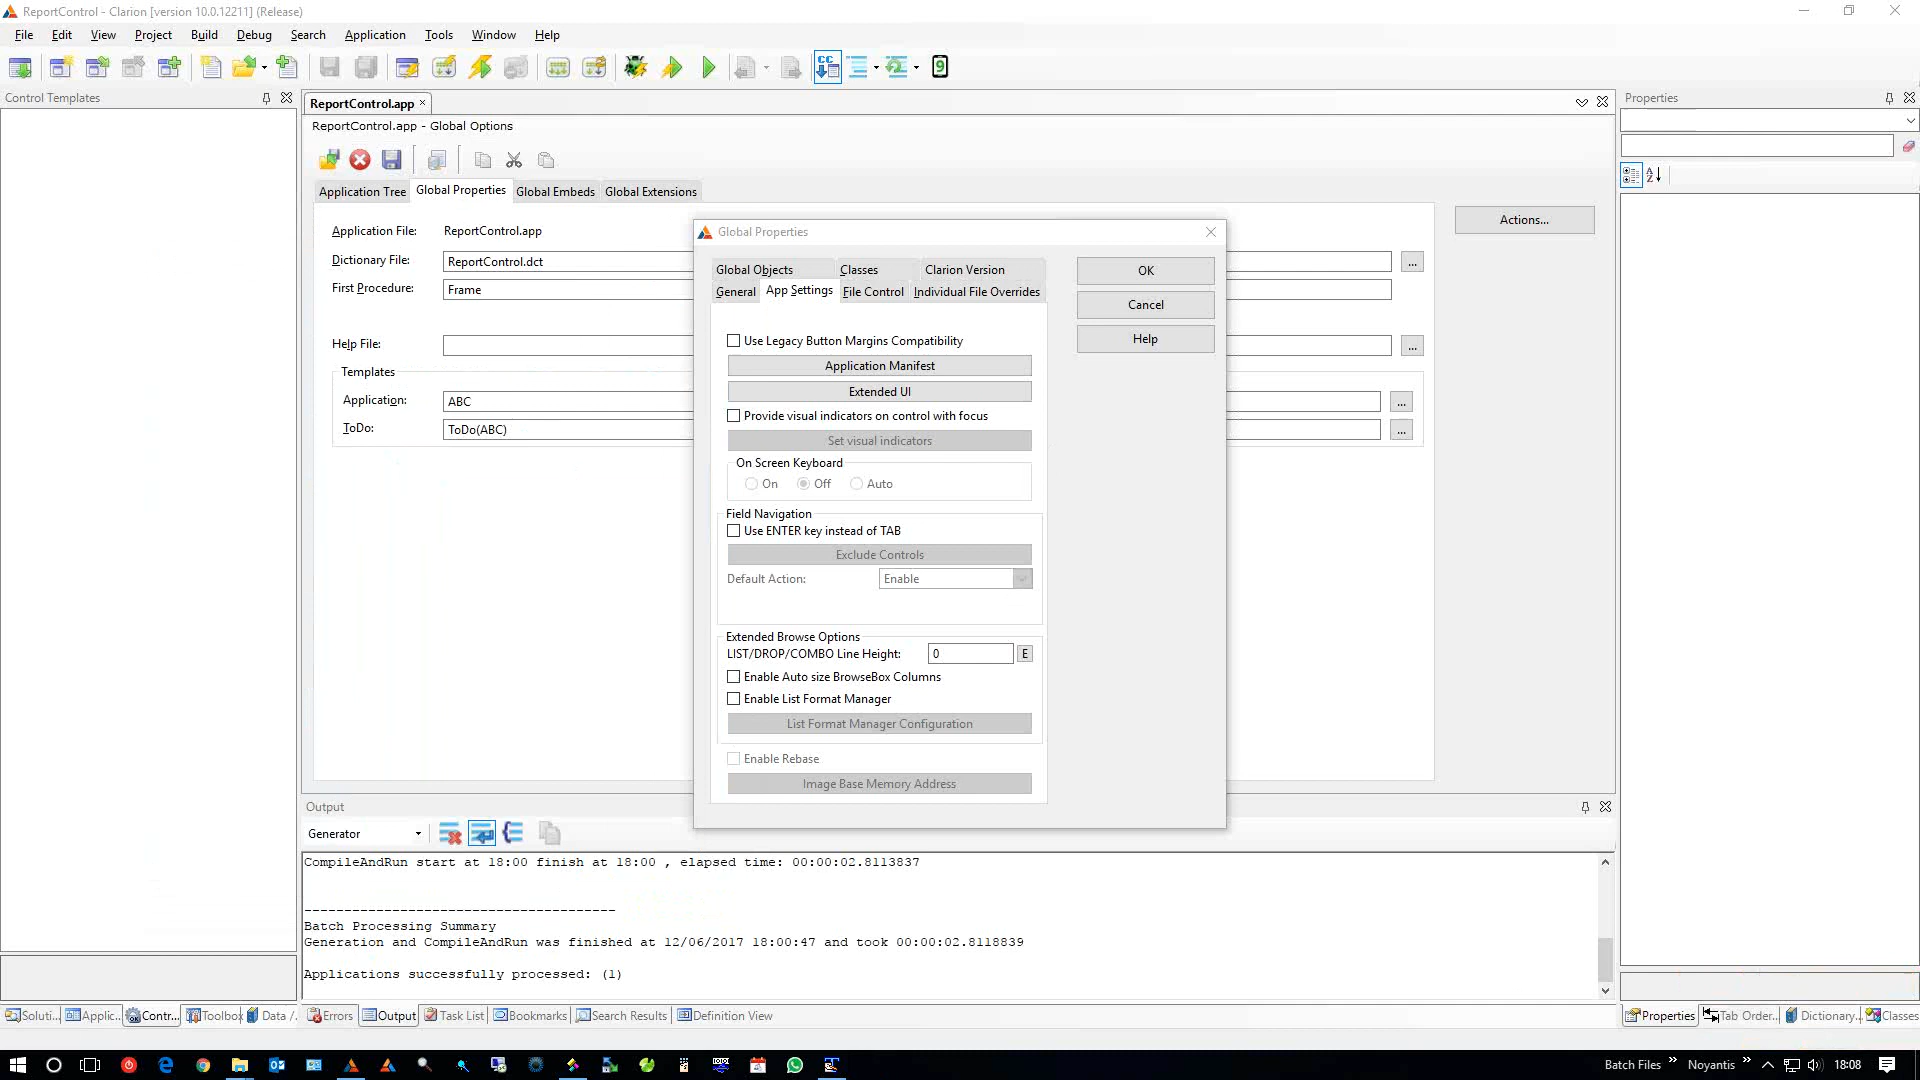 ReportControl - Clarion [version 10.0.12211] (Release)
File Edit View Project Build Debug Search Application Tools Window Help
Control Templates
ReportControl.app
Properties
ReportControl.app - Global Options
Application Tree Global Properties Global Embeds Global Extensions
Actions...
Application File: ReportControl.app
Dictionary File: ReportControl.dct ...
First Procedure: Frame
Help File: ...
Templates
Application: ABC ...
ToDo: ToDo(ABC) ...
Global Properties
Global Objects Classes Clarion Version
General App Settings File Control Individual File Overrides
OK
Cancel
Help
Use Legacy Button Margins Compatibility
Application Manifest
Extended UI
Provide visual indicators on control with focus
Set visual indicators
On Screen Keyboard
On Off Auto
Field Navigation
Use ENTER key instead of TAB
Exclude Controls
Default Action: Enable
Extended Browse Options
LIST/DROP/COMBO Line Height: 0 E
Enable Auto size BrowseBox Columns
Enable List Format Manager
List Format Manager Configuration
Enable Rebase
Image Base Memory Address
Output
Generator
CompileAndRun start at 18:00 finish at 18:00 , elapsed time: 00:00:02.8113837
---------------------------------------
Batch Processing Summary
Generation and CompileAndRun was finished at 12/06/2017 18:00:47 and took 00:00:02.8118839
Applications successfully processed: (1)
Soluti... Applic... Contr... Toolbox Data /. Errors Output Task List Bookmarks Search Results Definition View Properties Tab Order... Dictionary... Classes
Batch Files Noyantis 18:08